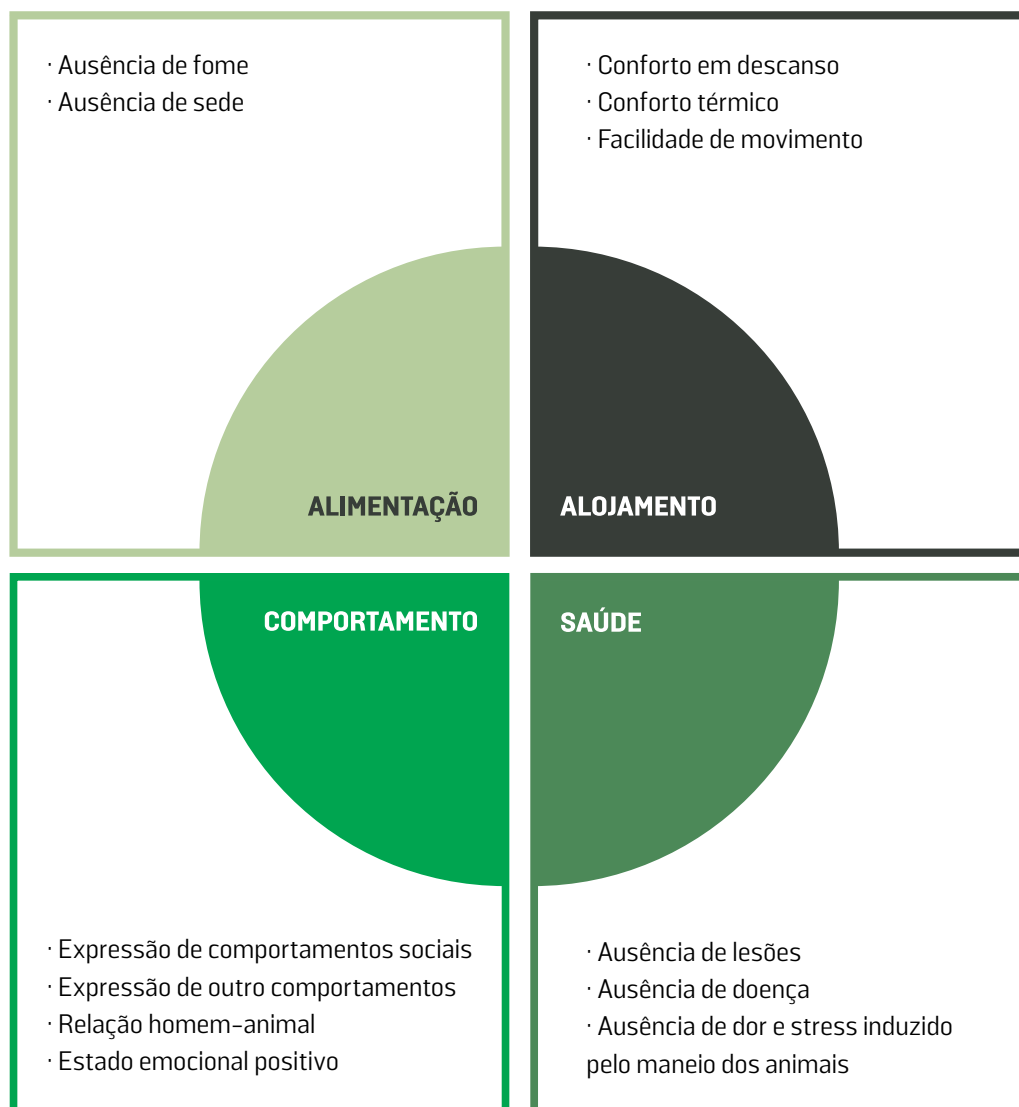 · Ausência de fome
· Ausência de sede
ALIMENTAÇÃO
· Conforto em descanso
· Conforto térmico
· Facilidade de movimento
ALOJAMENTO
COMPORTAMENTO
· Expressão de comportamentos sociais
· Expressão de outro comportamentos
· Relação homem-animal
· Estado emocional positivo
SAÚDE
· Ausência de lesões
· Ausência de doença
· Ausência de dor e stress induzido
pelo maneio dos animais